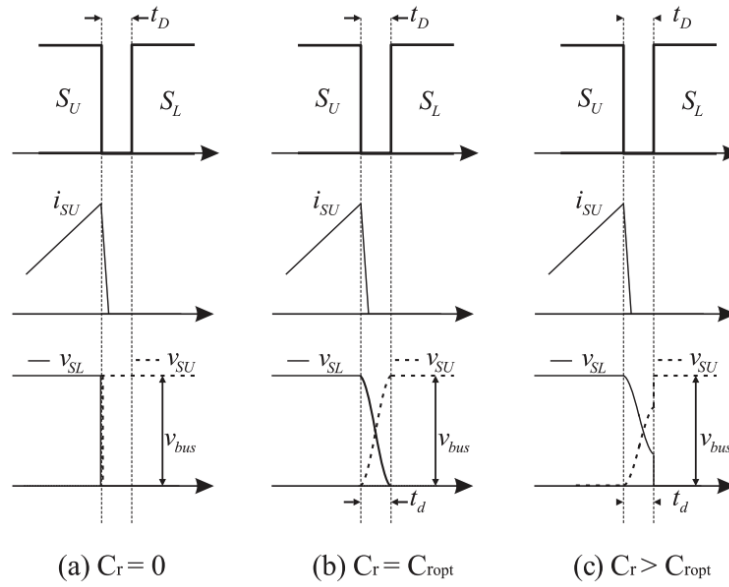 t_D t_D t_D
S_U S_L S_U S_L S_U S_L
i_SU i_SU i_SU
— v_SL v_SU — v_SL v_SU — v_SL v_SU
v_bus v_bus v_bus
t_d t_d
(a) C_r = 0 (b) C_r = C_ropt (c) C_r > C_ropt